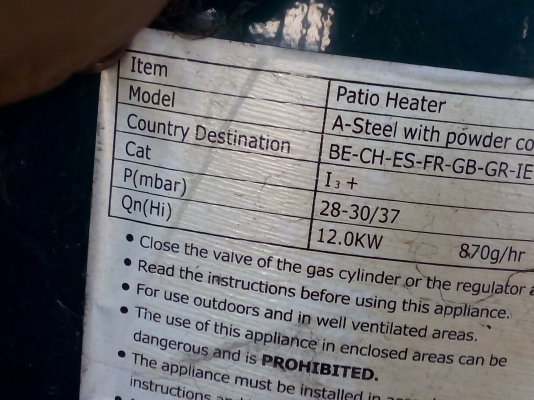 Item Patio Heater
Model A-Steel with powder co
Country Destination BE-CH-ES-FR-GB-GR-IE
Cat I₃+
P(mbar) 28-30/37
Qn(Hi) 12.0KW 870g/hr
• Close the valve of the gas cylinder or the regulator a
• Read the instructions before using this appliance.
• For use outdoors and in well ventilated areas.
• The use of this appliance in enclosed areas can be
dangerous and is PROHIBITED.
• The appliance must be installed in
instructions